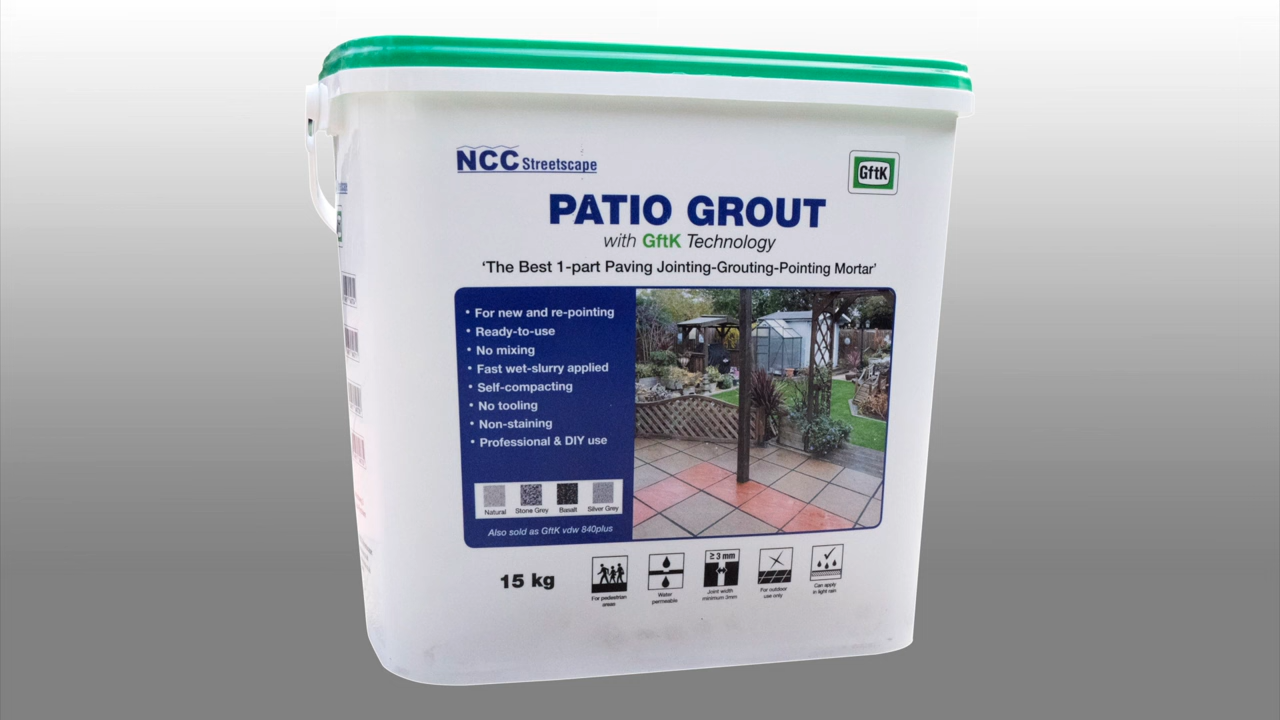 NCC Streetscape
GftK
PATIO GROUT
with GftK Technology
‘The Best 1-part Paving Jointing-Grouting-Pointing Mortar’
• For new and re-pointing
• Ready-to-use
• No mixing
• Fast wet-slurry applied
• Self-compacting
• No tooling
• Non-staining
• Professional & DIY use
Natural Stone Grey Basalt Silver Grey
Also sold as GftK vdw 840plus
15 kg
≥ 3 mm
For pedestrian areas
Water permeable
Joint width minimum 3mm
For outdoor use only
Can apply in light rain